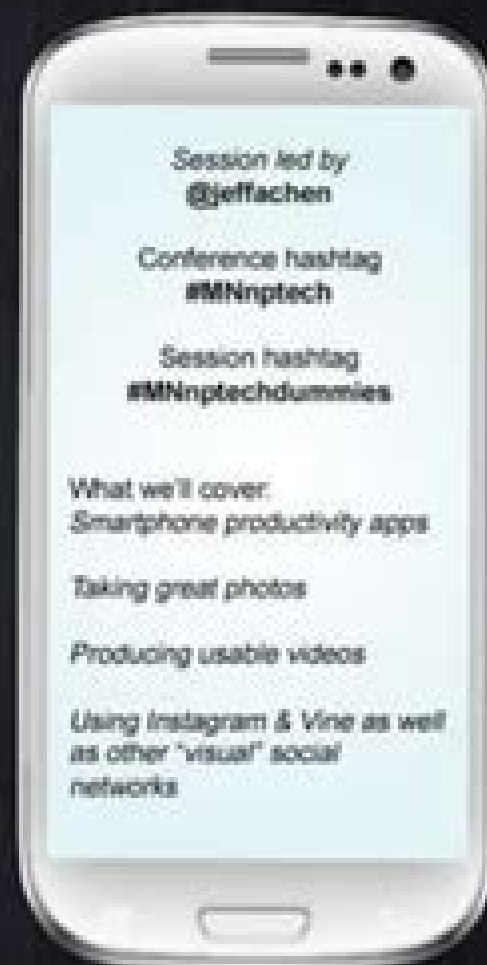 Session led by
@jeffachen
Conference hashtag
#MNnptech
Session hashtag
#MNnptechdummies
What we'll cover:
Smartphone productivity apps
Taking great photos
Producing usable videos
Using Instagram & Vine as well
as other "visual" social
networks